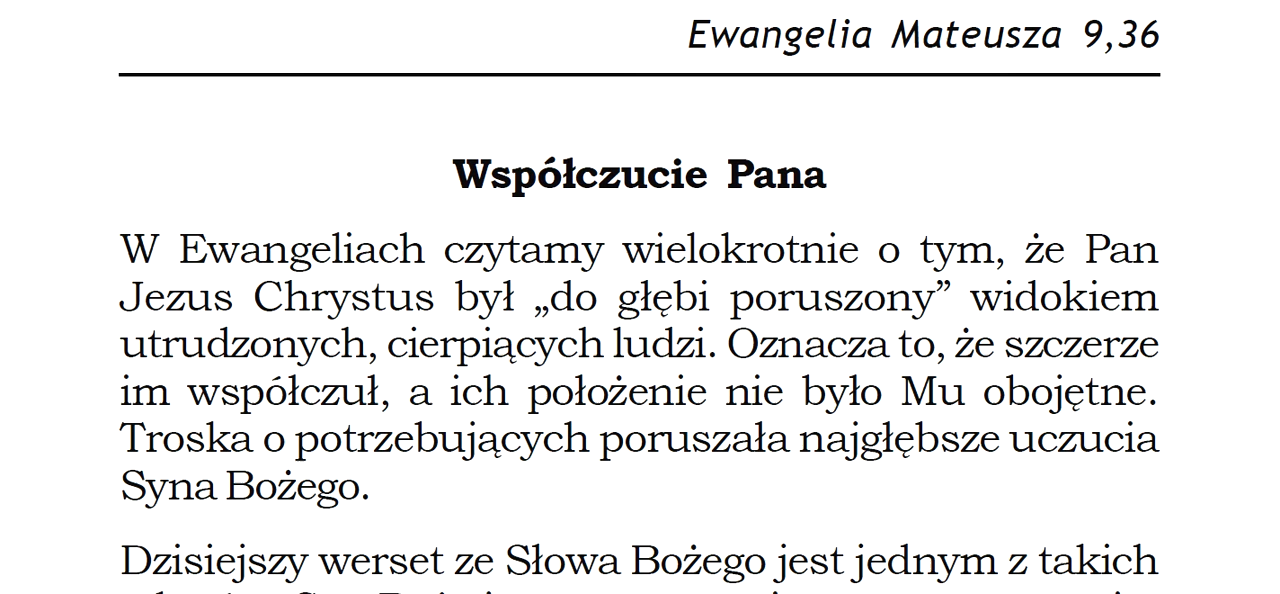 Ewangelia Mateusza 9,36
Współczucie Pana
W Ewangeliach czytamy wielokrotnie o tym, że Pan
Jezus Chrystus był „do głębi poruszony” widokiem
utrudzonych, cierpiących ludzi. Oznacza to, że szczerze
im współczuł, a ich położenie nie było Mu obojętne.
Troska o potrzebujących poruszała najgłębsze uczucia
Syna Bożego.
Dzisiejszy werset ze Słowa Bożego jest jednym z takich